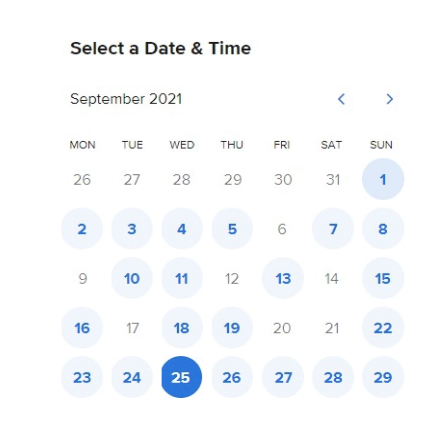 Select a Date & Time
September 2021
MON TUE WED THU FRI SAT SUN
26 27 28 29 30 31 1
2 3 4 5 6 7 8
9 10 11 12 13 14 15
16 17 18 19 20 21 22
23 24 25 26 27 28 29